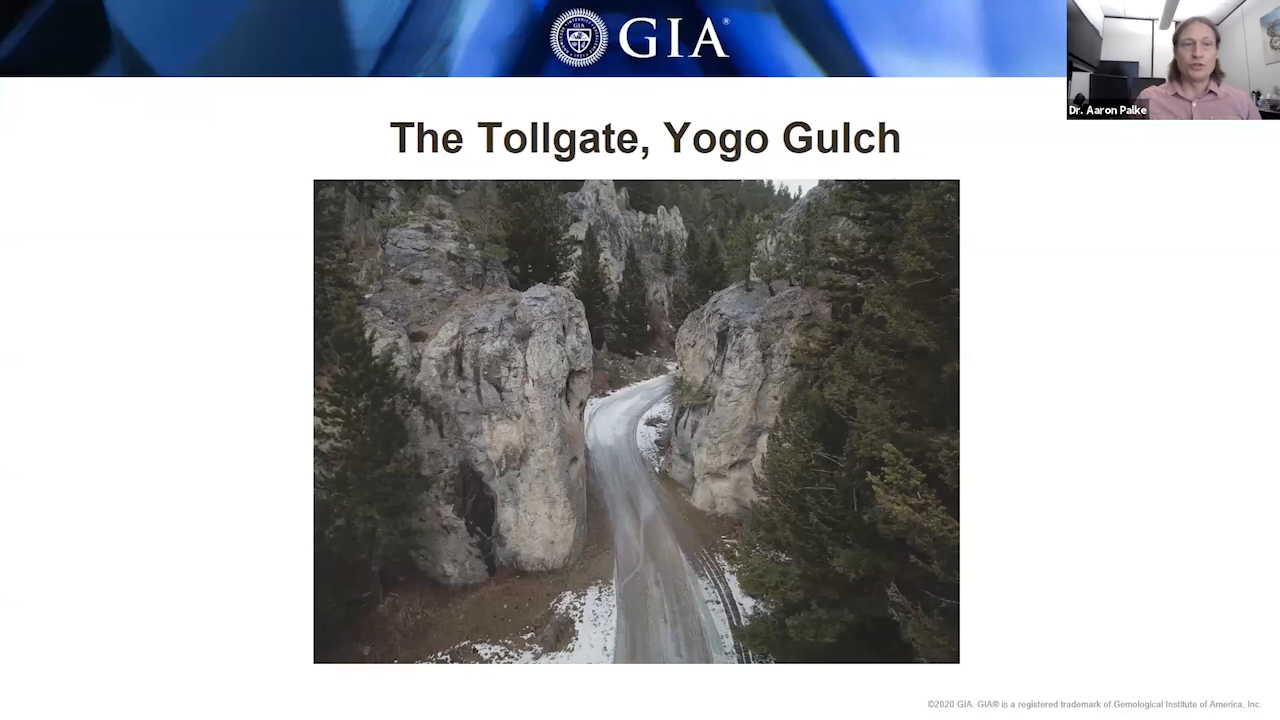 GIA®
Dr. Aaron Palke
The Tollgate, Yogo Gulch
©2020 GIA. GIA® is a registered trademark of Gemological Institute of America, Inc.